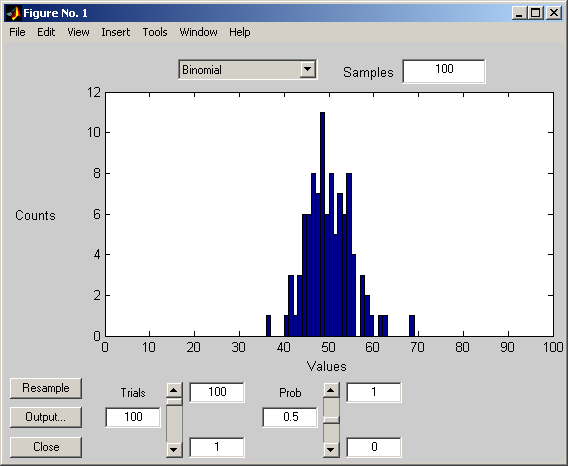 Figure No. 1
File Edit View Insert Tools Window Help
Binomial Samples 100
12
10
8
6
4
2
0
Counts
0 10 20 30 40 50 60 70 80 90 100
Values
Resample Trials 100 Prob 1
Output... 100 0.5
Close 1 0